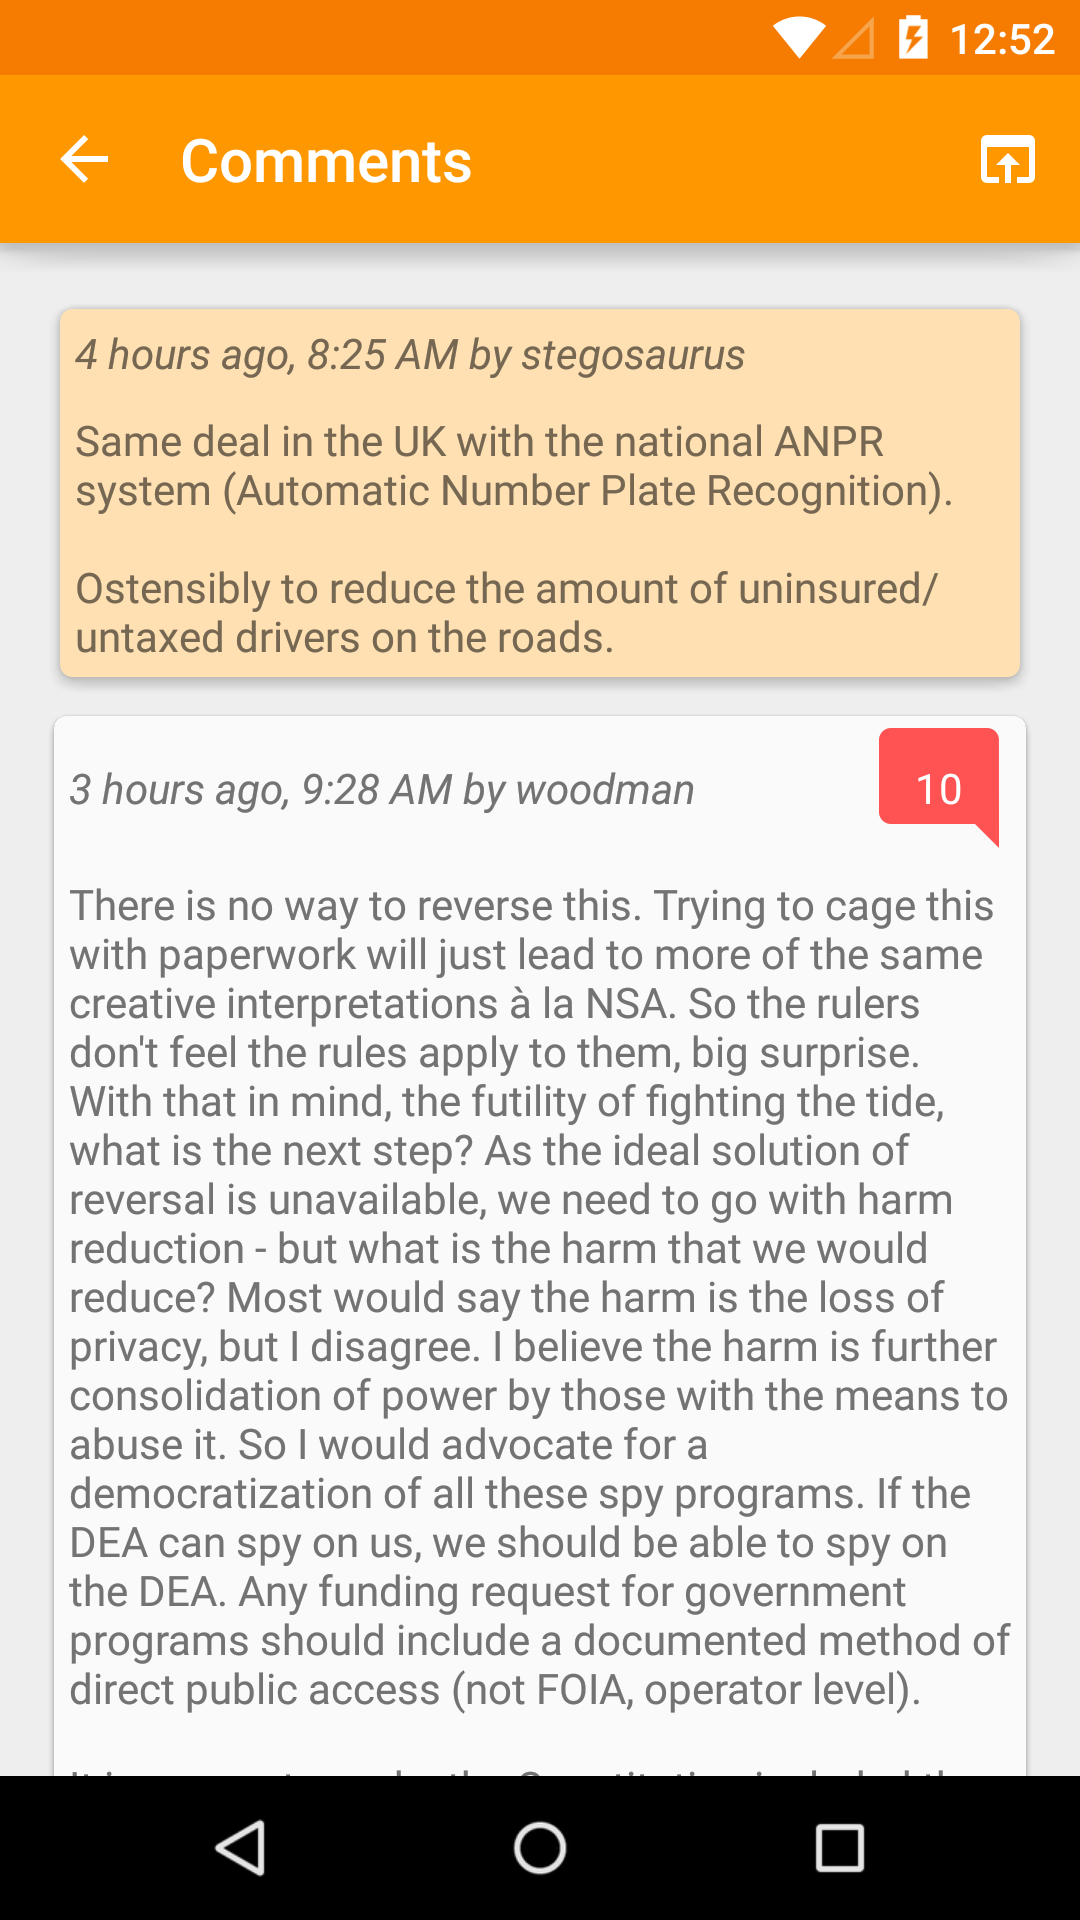 12:52
Comments
4 hours ago, 8:25 AM by stegosaurus
Same deal in the UK with the national ANPR
system (Automatic Number Plate Recognition).
Ostensibly to reduce the amount of uninsured/
untaxed drivers on the roads.
3 hours ago, 9:28 AM by woodman
10
There is no way to reverse this. Trying to cage this
with paperwork will just lead to more of the same
creative interpretations à la NSA. So the rulers
don't feel the rules apply to them, big surprise.
With that in mind, the futility of fighting the tide,
what is the next step? As the ideal solution of
reversal is unavailable, we need to go with harm
reduction - but what is the harm that we would
reduce? Most would say the harm is the loss of
privacy, but I disagree. I believe the harm is further
consolidation of power by those with the means to
abuse it. So I would advocate for a
democratization of all these spy programs. If the
DEA can spy on us, we should be able to spy on
the DEA. Any funding request for government
programs should include a documented method of
direct public access (not FOIA, operator level).